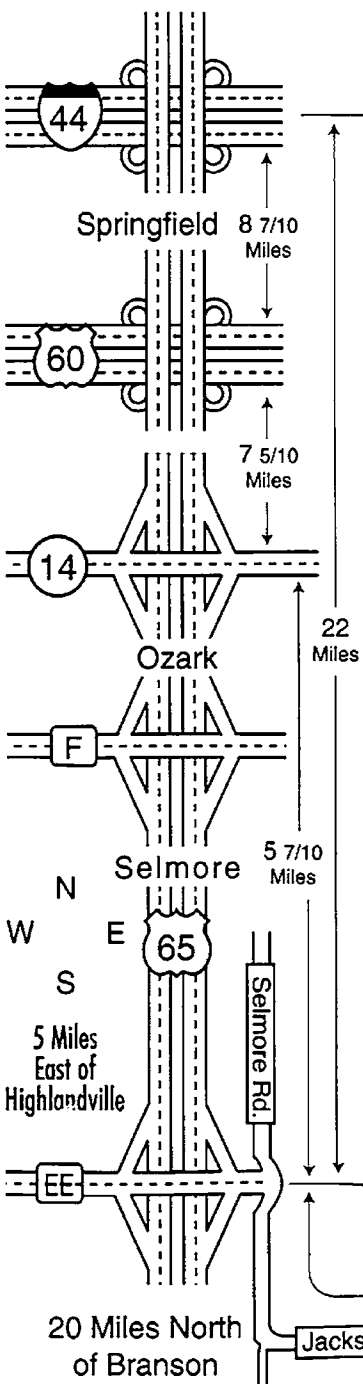 44
Springfield
8 7/10
Miles
60
7 5/10
Miles
14
22
Miles
Ozark
F
Selmore
5 7/10
Miles
N
W E
S
65
Selmore Rd.
5 Miles
East of
Highlandville
EE
20 Miles North
of Branson
Jacks